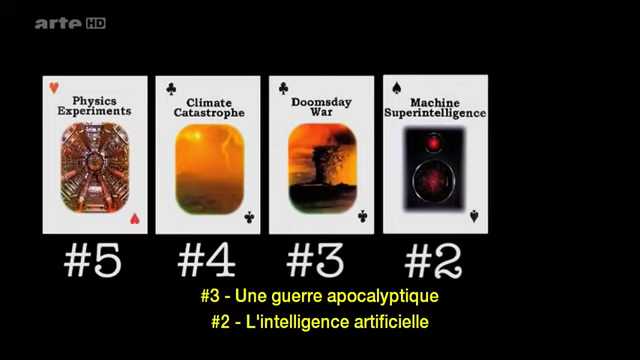 arte HD
Physics
Experiments
Climate
Catastrophe
Doomsday
War
Machine
Superintelligence
#5
#4
#3
#2
#3 - Une guerre apocalyptique
#2 - L'intelligence artificielle